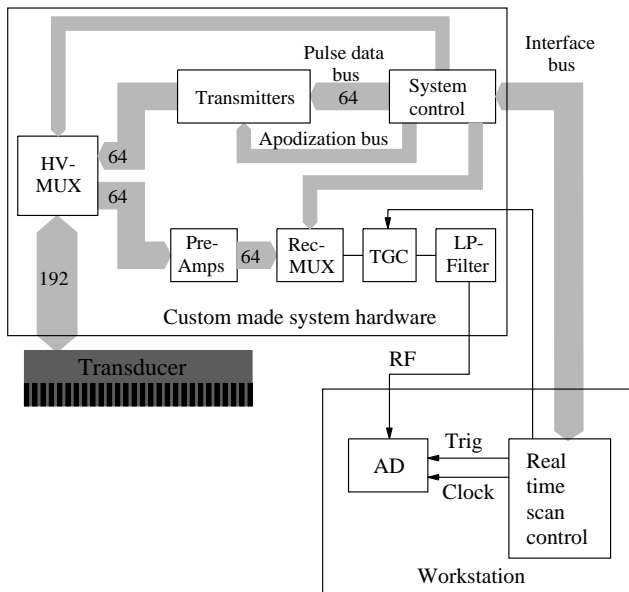 Pulse data
bus
Interface
bus
Transmitters
64
System
control
Apodization bus
64
HV-
MUX
64
Pre-
Amps
64
Rec-
MUX
TGC
LP-
Filter
192
Custom made system hardware
Transducer
RF
AD
Trig
Clock
Real
time
scan
control
Workstation